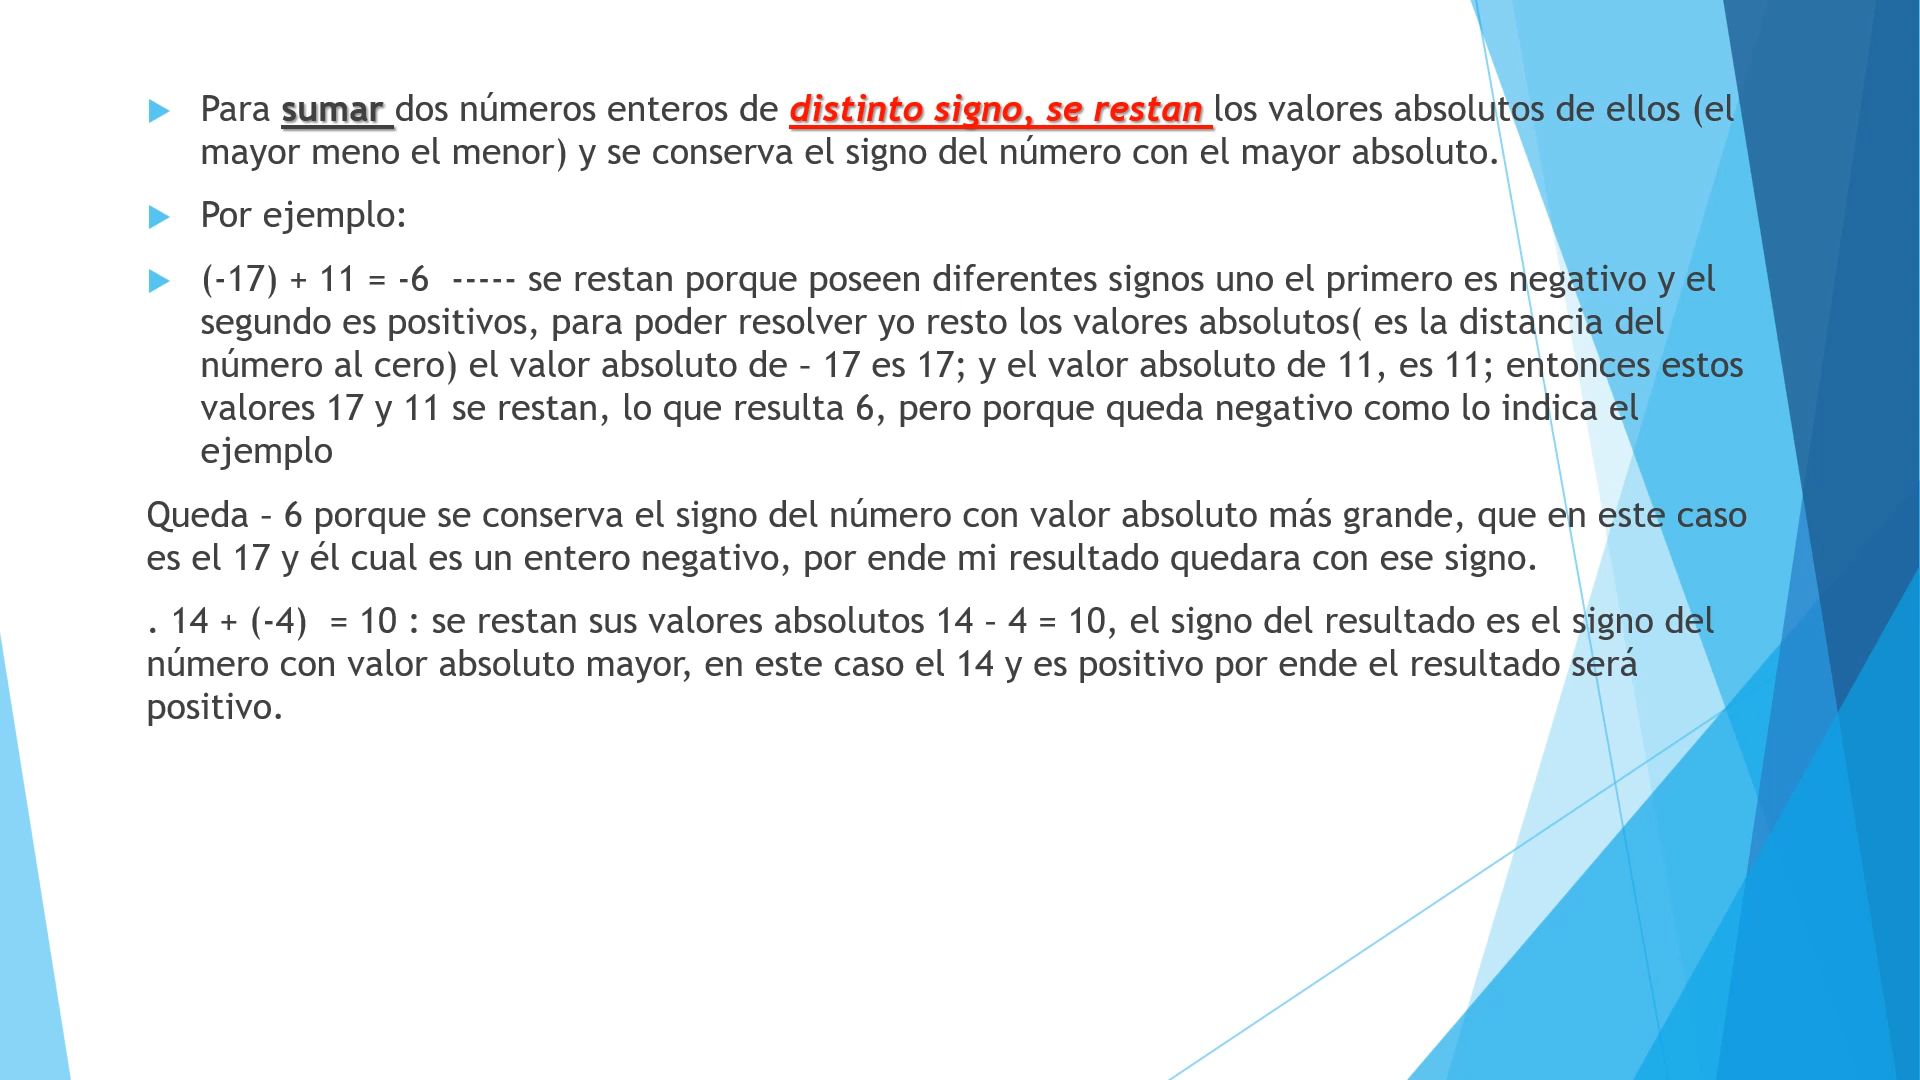 Para sumar dos números enteros de distinto signo, se restan los valores absolutos de ellos (el
mayor meno el menor) y se conserva el signo del número con el mayor absoluto.
Por ejemplo:
(-17) + 11 = -6  ----- se restan porque poseen diferentes signos uno el primero es negativo y el
segundo es positivos, para poder resolver yo resto los valores absolutos( es la distancia del
número al cero) el valor absoluto de – 17 es 17; y el valor absoluto de 11, es 11; entonces estos
valores 17 y 11 se restan, lo que resulta 6, pero porque queda negativo como lo indica el
ejemplo
Queda – 6 porque se conserva el signo del número con valor absoluto más grande, que en este caso
es el 17 y él cual es un entero negativo, por ende mi resultado quedara con ese signo.
. 14 + (-4)  = 10 : se restan sus valores absolutos 14 – 4 = 10, el signo del resultado es el signo del
número con valor absoluto mayor, en este caso el 14 y es positivo por ende el resultado será
positivo.